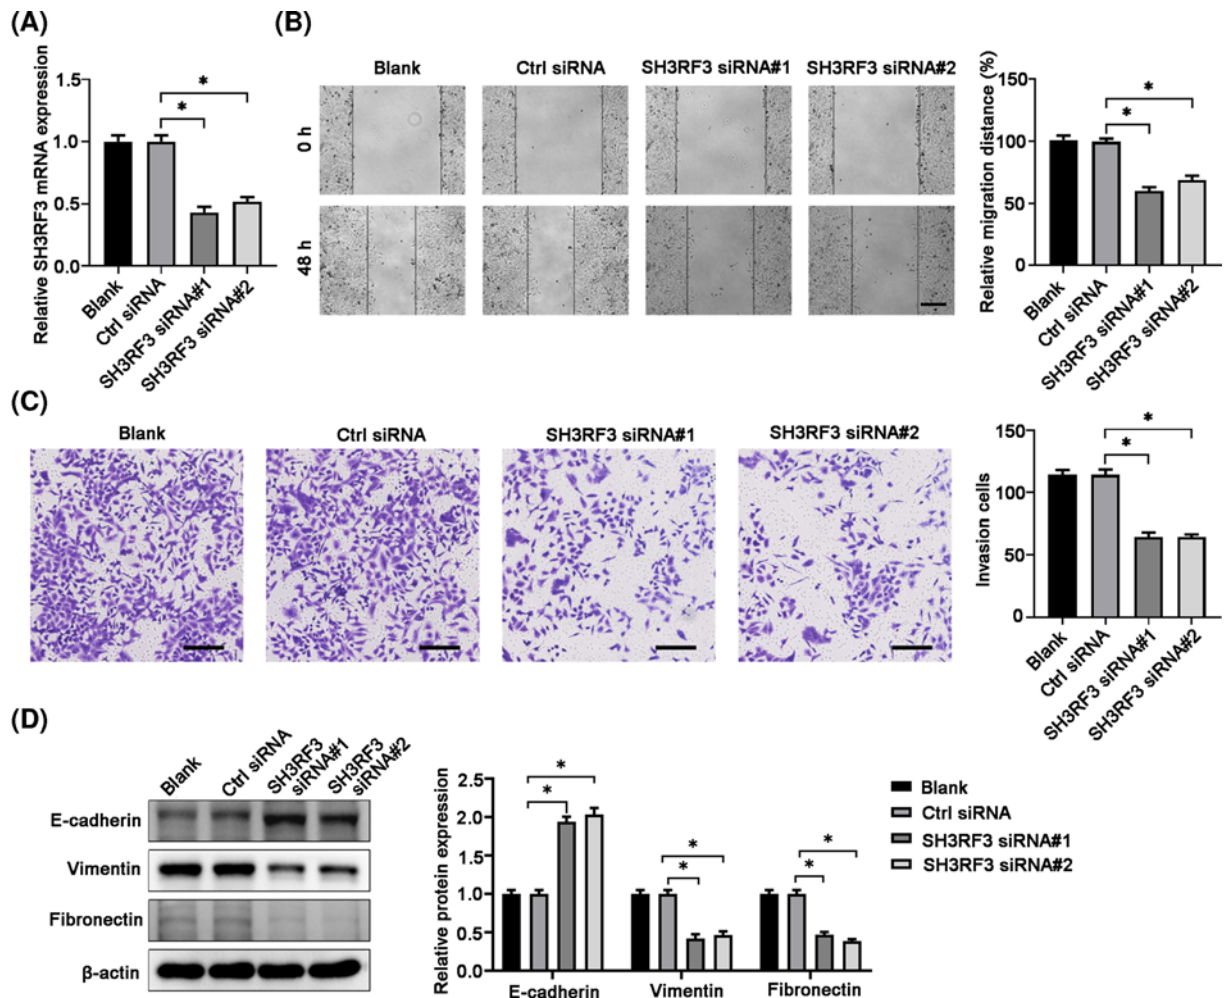 (A)
Relative SH3RF3 mRNA expression
1.5
1.0
0.5
0.0
*
*
Blank
Ctrl siRNA
SH3RF3 siRNA#1
SH3RF3 siRNA#2
(B)
Blank
Ctrl siRNA
SH3RF3 siRNA#1
SH3RF3 siRNA#2
0 h
48h
Relative migration distance (%)
150
100
50
0
*
*
Blank
Ctrl siRNA
SH3RF3 siRNA#1
SH3RF3 siRNA#2
(C)
Blank
Ctrl siRNA
SH3RF3 siRNA#1
SH3RF3 siRNA#2
Invasion cells
150
100
50
0
*
*
Blank
Ctrl siRNA
SH3RF3 siRNA#1
SH3RF3 siRNA#2
(D)
Blank
Ctrl siRNA
SH3RF3
siRNA#1
SH3RF3
siRNA#2
E-cadherin
Vimentin
Fibronectin
β-actin
Relative protein expression
2.5
2.0
1.5
1.0
0.5
0.0
*
*
*
*
*
*
E-cadherin
Vimentin
Fibronectin
Blank
Ctrl siRNA
SH3RF3 siRNA#1
SH3RF3 siRNA#2